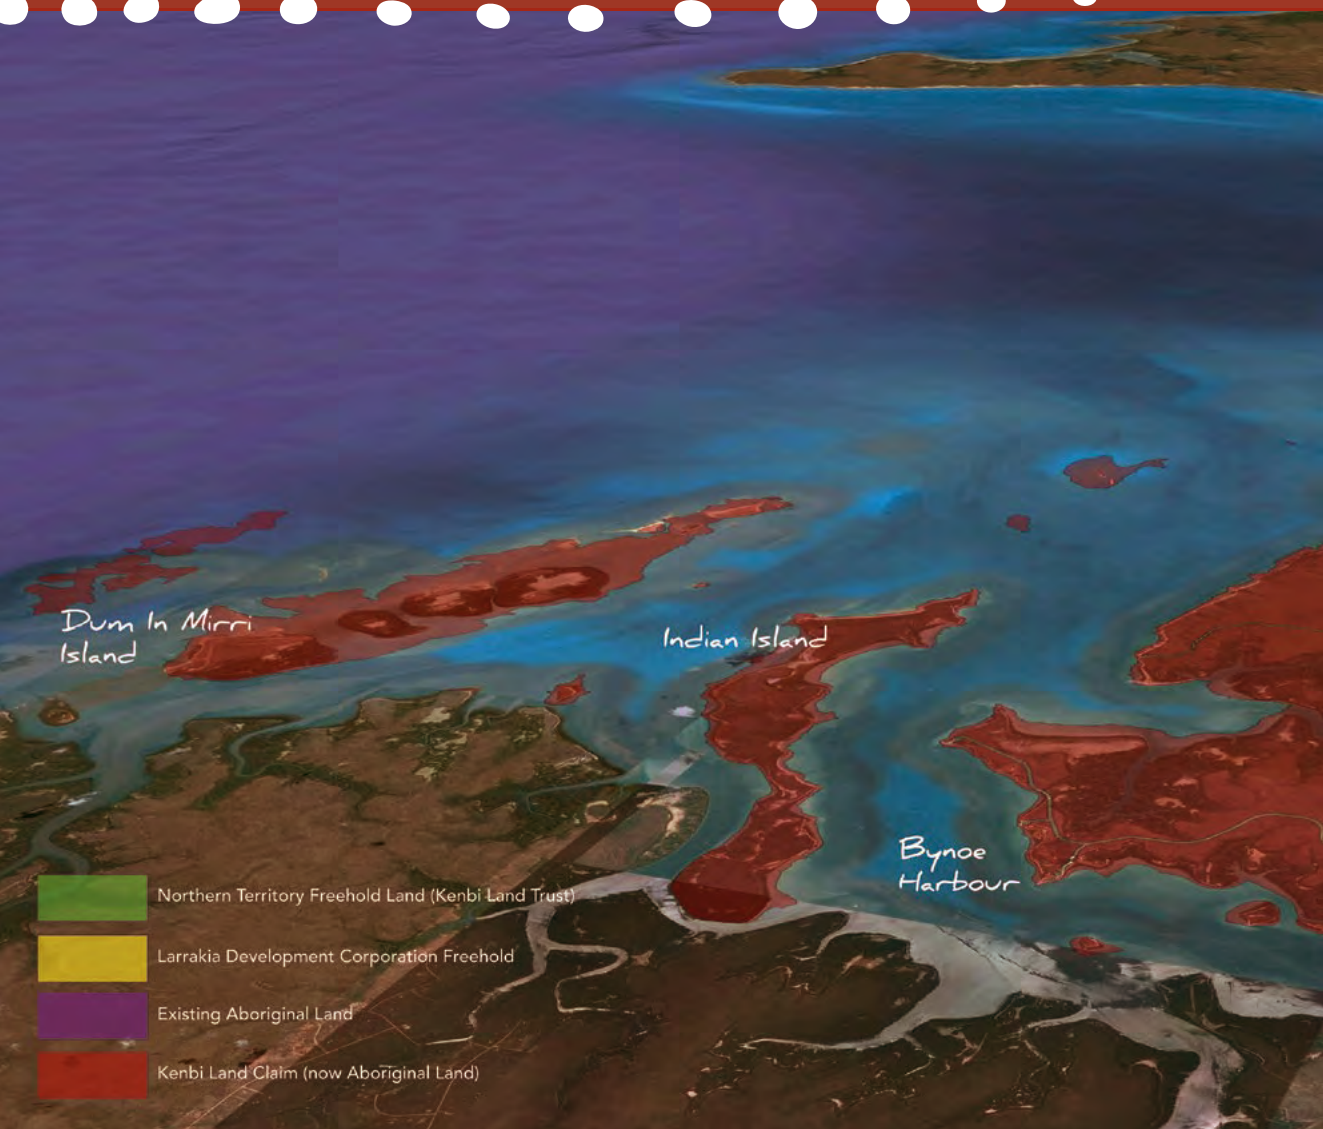 Dum In Mirri
Island
Indian Island
Bynoe
Harbour
Northern Territory Freehold Land (Kenbi Land Trust)
Larrakia Development Corporation Freehold
Existing Aboriginal Land
Kenbi Land Claim (now Aboriginal Land)